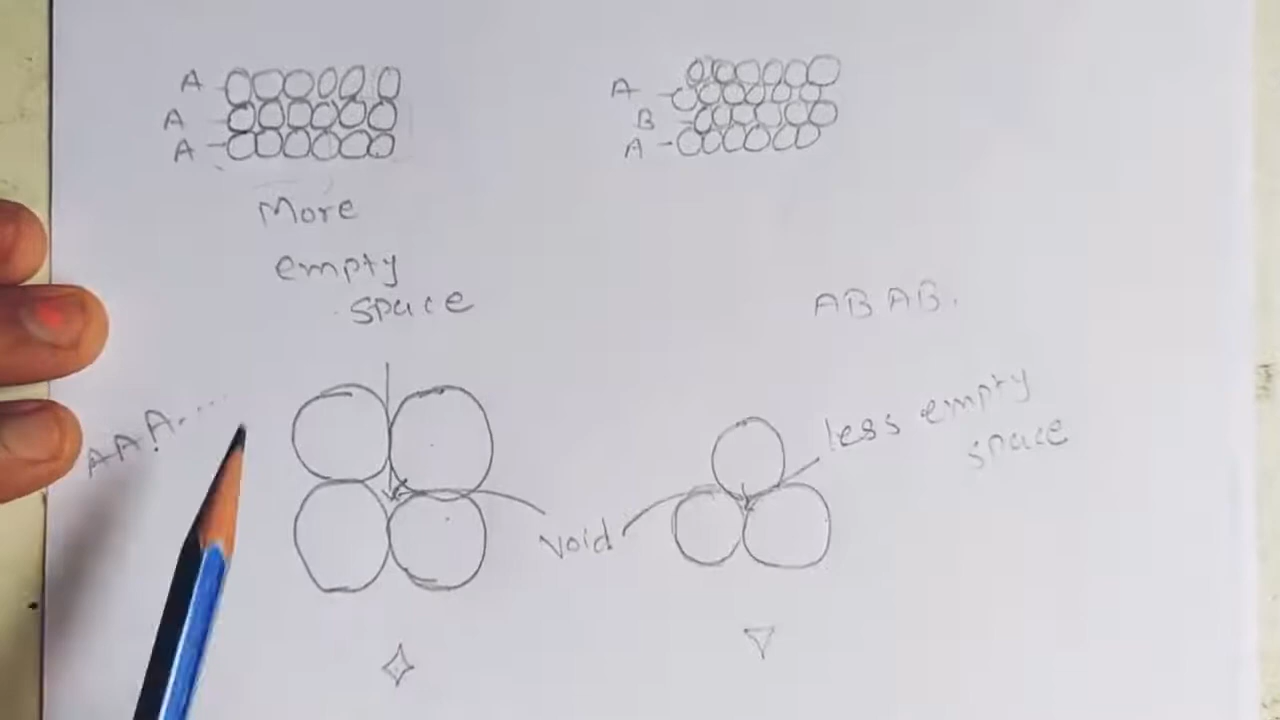 A
A
A
More
empty
space
AAA....
A
B
A
ABAB.
less empty
space
void